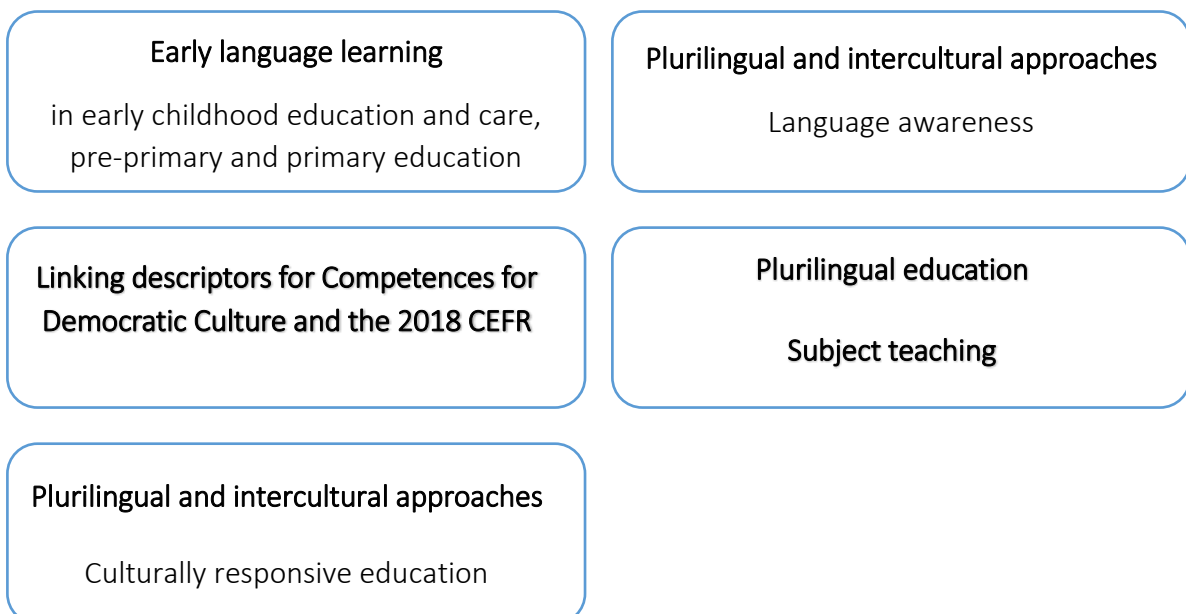 Early language learning
in early childhood education and care,
pre-primary and primary education
Plurilingual and intercultural approaches
Language awareness
Linking descriptors for Competences for
Democratic Culture and the 2018 CEFR
Plurilingual education
Subject teaching
Plurilingual and intercultural approaches
Culturally responsive education